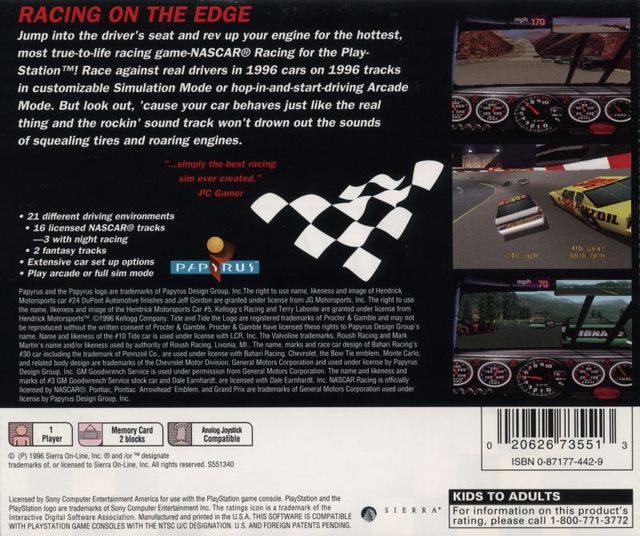 RACING ON THE EDGE
Jump into the driver's seat and rev up your engine for the hottest,
most true-to-life racing game-NASCAR® Racing for the Play-
Station™! Race against real drivers in 1996 cars on 1996 tracks
in customizable Simulation Mode or hop-in-and-start-driving Arcade
Mode. But look out, 'cause your car behaves just like the real
thing and the rockin' sound track won't drown out the sounds
of squealing tires and roaring engines.
"...simply the best racing
sim ever created."
-PC Gamer
• 21 different driving environments
• 16 licensed NASCAR® tracks
—3 with night racing
• 2 fantasy tracks
• Extensive car set up options
• Play arcade or full sim mode
PAPYRUS
mph 170
146 mph
4th gear
8616 rpm
PENNZOIL
mph 70
Papyrus and the Papyrus logo are trademarks of Papyrus Design Group, Inc.The right to use name, likeness and image of Hendrick
Motorsports car #24 DuPont Automotive finishes and Jeff Gordon are granted under license from JG Motorsports, Inc. The right to use
the name, likeness and image of the Hendrick Motorsports Car #5, Kellogg's Racing and Terry Labonte are granted under license from
Hendrick Motorsports™. ©1996 Kellogg Company. Tide and Tide the Logo are registered trademarks of Procter & Gamble and may not
be reproduced without the written consent of Procter & Gamble. Procter & Gamble have licensed these rights to Papyrus Design Group's
name. Name and likeness of the #10 Tide car is used with LCR, Inc. The Valvoline trademarks, Roush Racing and Mark
Martin's name and/or likeness used by authority of Roush Racing, Livonia, MI.. The name, marks and race car design of Bahari Racing's
#30 car including the trademark of Pennzoil Co., are used with license from Bahari Racing. Chevrolet, the Bow Tie emblem, Monte Carlo,
and related body design are trademarks of the Chevrolet Motor Division, General Motors Corporation and used under license by Papyrus
Design Group, Inc. GM Goodwrench Service is used under permission from General Motors Corporation. The name and likeness and
marks of #3 GM Goodwrench Service stock car and Dale Earnhardt, are licensed with Dale Earnhardt, Inc. NASCAR Racing is officially
licensed by NASCAR®. Pontiac, Pontiac 'Arrowhead' Emblem, and Grand Prix are trademarks of General Motors Corporation used under
license by Papyrus Design Group, Inc.
1
Player
Memory Card
2 blocks
Analog Joystick
Compatible
© (P) 1996 Sierra On-Line, Inc. ® and /or ™ designate
trademarks of, or licensed to Sierra On-Line, Inc. All rights reserved. S551340
0 20626 73551 3
ISBN 0-87177-442-9
Licensed by Sony Computer Entertainment America for use with the PlayStation game console. PlayStation and the
PlayStation logo are trademarks of Sony Computer Entertainment Inc. The ratings icon is a trademark of the
Interactive Digital Software Association. Manufactured and printed in the U.S.A. THIS SOFTWARE IS COMPATIBLE
WITH PLAYSTATION GAME CONSOLES WITH THE NTSC U/C DESIGNATION. U.S. AND FOREIGN PATENTS PENDING.
SIERRA®
KIDS TO ADULTS
For information on this product's
rating, please call 1-800-771-3772